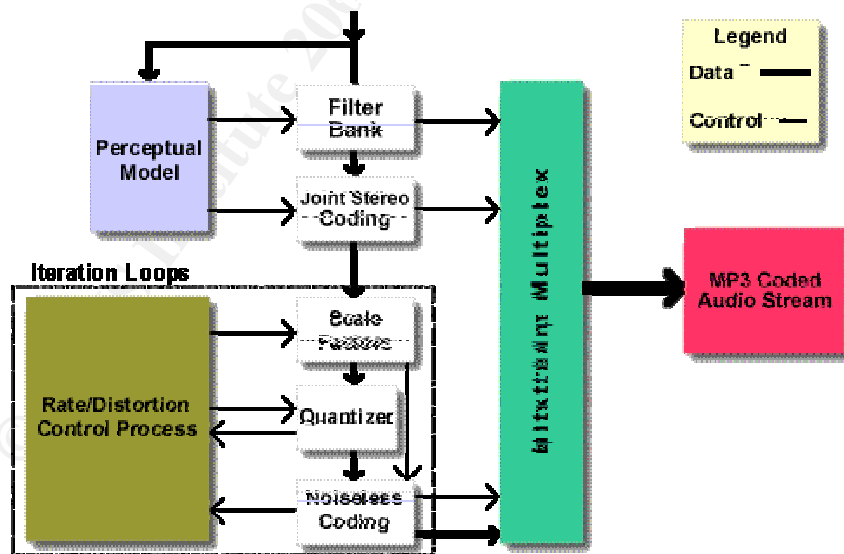 Legend
Data
Control
Filter
Bank
Perceptual
Model
Joint Stereo
Coding
Bitstream Multiplex
Iteration Loops
MP3 Coded
Audio Stream
Scale
Factors
Rate/Distortion
Control Process
Quantizer
Noiseless
Coding